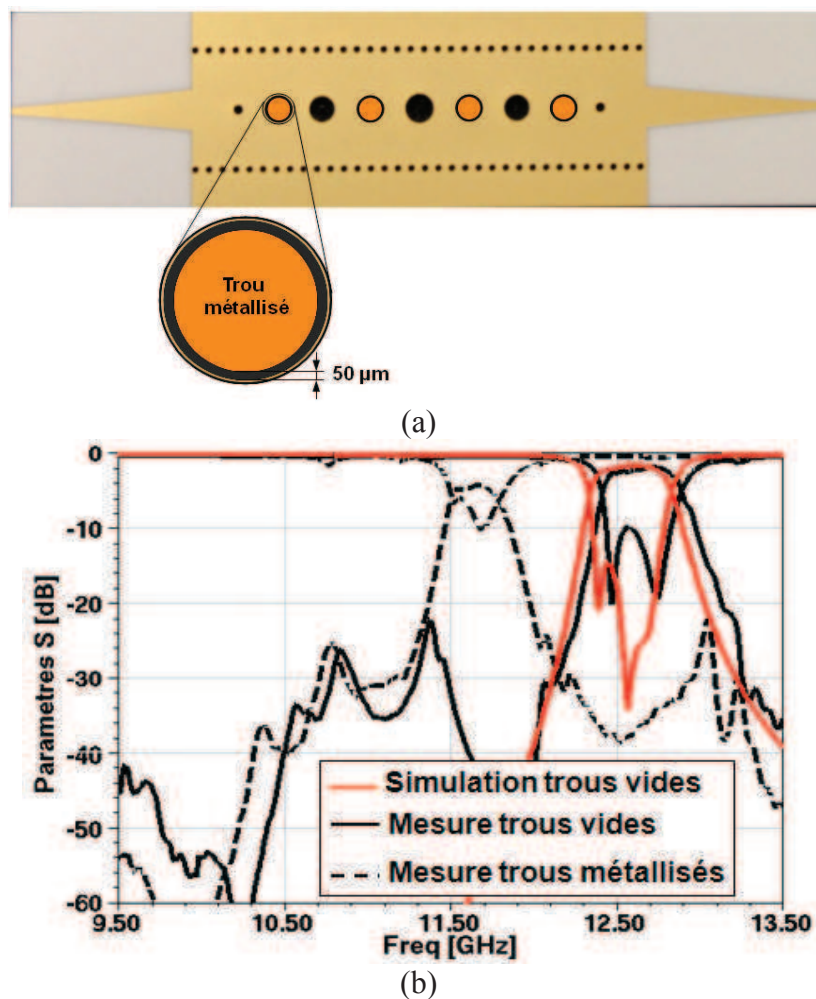 Trou
métallisé
50 µm
(a)
0
-10
-20
-30
-40
-50
-60
Parametres S [dB]
Simulation trous vides
Mesure trous vides
Mesure trous métallisés
9.50 10.50 11.50 12.50 13.50
Freq [GHz]
(b)